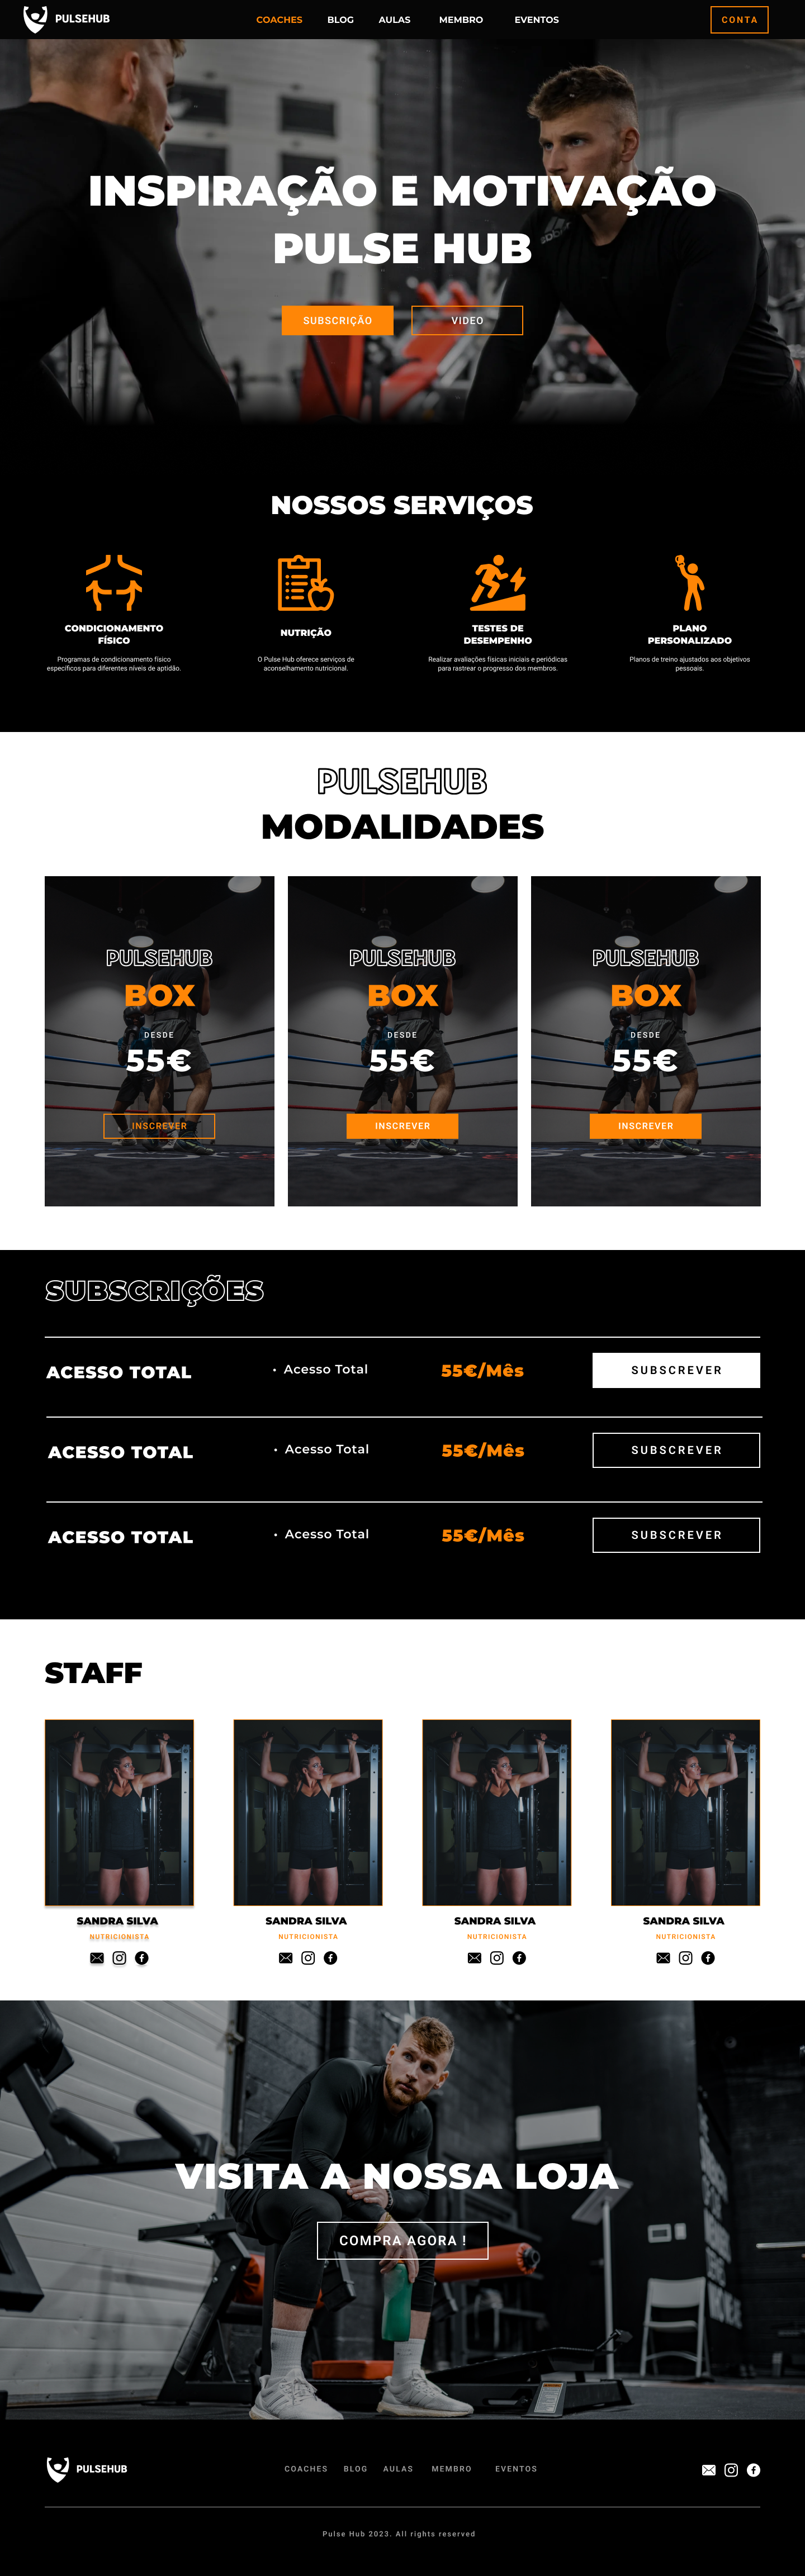 PULSEHUB
COACHES BLOG AULAS MEMBRO EVENTOS
CONTA
INSPIRAÇÃO E MOTIVAÇÃO
PULSE HUB
SUBSCRIÇÃO
VIDEO
NOSSOS SERVIÇOS
CONDICIONAMENTO
FÍSICO
Programas de condicionamento físico
específicos para diferentes níveis de aptidão.
NUTRIÇÃO
O Pulse Hub oferece serviços de
aconselhamento nutricional.
TESTES DE
DESEMPENHO
Realizar avaliações físicas iniciais e periódicas
para rastrear o progresso dos membros.
PLANO
PERSONALIZADO
Planos de treino ajustados aos objetivos
pessoais.
PULSEHUB
MODALIDADES
PULSEHUB
BOX
DESDE
55€
INSCREVER
PULSEHUB
BOX
DESDE
55€
INSCREVER
PULSEHUB
BOX
DESDE
55€
INSCREVER
SUBSCRIÇÕES
ACESSO TOTAL
• Acesso Total
55€/Mês
SUBSCREVER
ACESSO TOTAL
• Acesso Total
55€/Mês
SUBSCREVER
ACESSO TOTAL
• Acesso Total
55€/Mês
SUBSCREVER
STAFF
SANDRA SILVA
NUTRICIONISTA
SANDRA SILVA
NUTRICIONISTA
SANDRA SILVA
NUTRICIONISTA
SANDRA SILVA
NUTRICIONISTA
VISITA A NOSSA LOJA
COMPRA AGORA !
PULSEHUB
COACHES BLOG AULAS MEMBRO EVENTOS
Pulse Hub 2023. All rights reserved